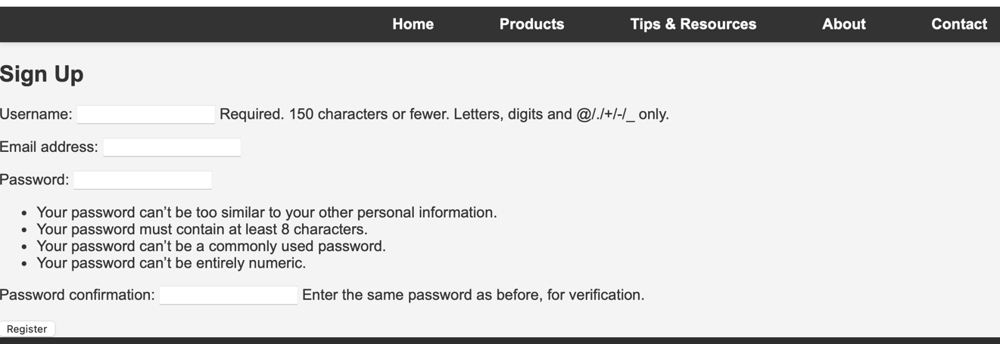 Home Products Tips & Resources About Contact
Sign Up
Username: Required. 150 characters or fewer. Letters, digits and @/./+/-/_ only.
Email address:
Password:
• Your password can’t be too similar to your other personal information.
• Your password must contain at least 8 characters.
• Your password can’t be a commonly used password.
• Your password can’t be entirely numeric.
Password confirmation: Enter the same password as before, for verification.
Register